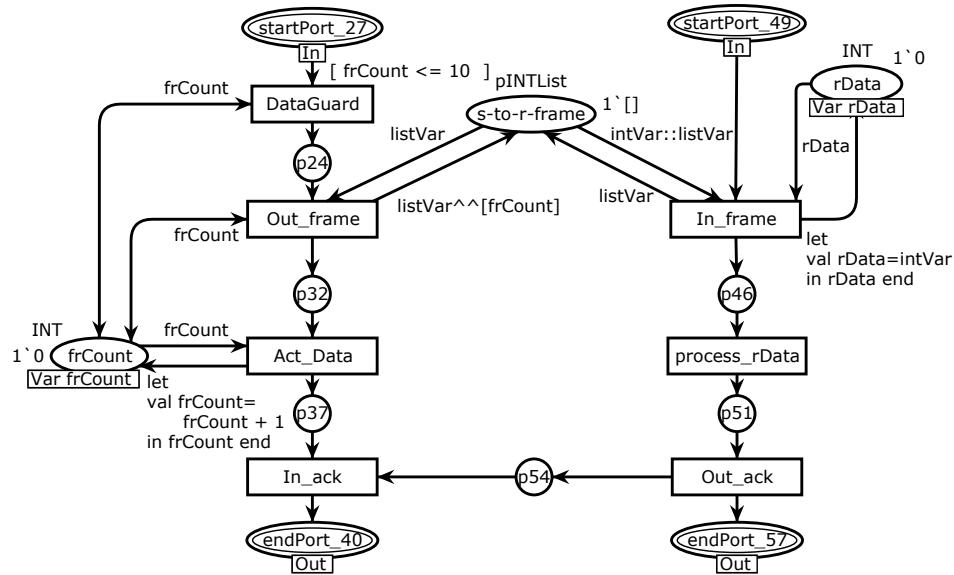 startPort_27
In
startPort_49
In
[ frCount <= 10 ]
pINTList
INT
1`0
frCount
DataGuard
s-to-r-frame
1`[]
rData
Var rData
p24
listVar
intVar::listVar
rData
listVar^^[frCount]
listVar
Out_frame
In_frame
frCount
let
val rData=intVar
in rData end
p32
p46
INT
1`0
frCount
Var frCount
frCount
Act_Data
process_rData
let
val frCount=
frCount + 1
in frCount end
p37
p51
In_ack
p54
Out_ack
endPort_40
Out
endPort_57
Out